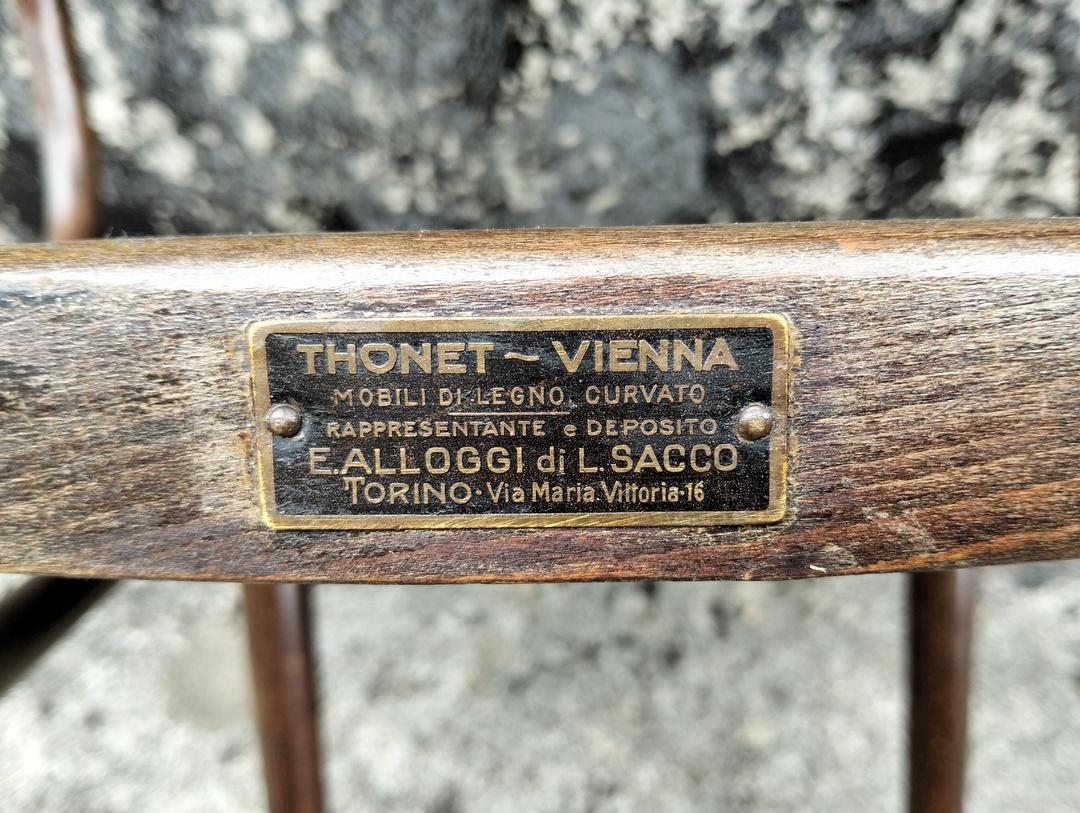 THONET ~ VIENNA
MOBILI DI LEGNO CURVATO
RAPPRESENTANTE e DEPOSITO
E. ALLOGGI di L. SACCO
TORINO · Via Maria Vittoria · 16